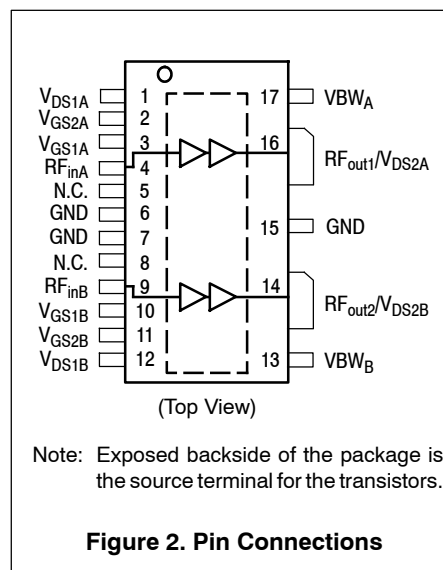 V_DS1A 1 17 VBW_A
V_GS2A 2
V_GS1A 3 16 RF_out1/V_DS2A
RF_inA 4
N.C. 5
GND 6 15 GND
GND 7
N.C. 8
RF_inB 9 14 RF_out2/V_DS2B
V_GS1B 10
V_GS2B 11
V_DS1B 12 13 VBW_B
(Top View)
Note: Exposed backside of the package is
the source terminal for the transistors.
Figure 2. Pin Connections